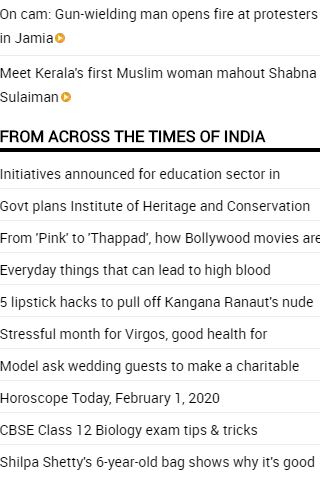 On cam: Gun-wielding man opens fire at protesters
in Jamia
Meet Kerala's first Muslim woman mahout Shabna
Sulaiman
FROM ACROSS THE TIMES OF INDIA
Initiatives announced for education sector in
Govt plans Institute of Heritage and Conservation
From 'Pink' to 'Thappad', how Bollywood movies are
Everyday things that can lead to high blood
5 lipstick hacks to pull off Kangana Ranaut's nude
Stressful month for Virgos, good health for
Model ask wedding guests to make a charitable
Horoscope Today, February 1, 2020
CBSE Class 12 Biology exam tips & tricks
Shilpa Shetty's 6-year-old bag shows why it's good